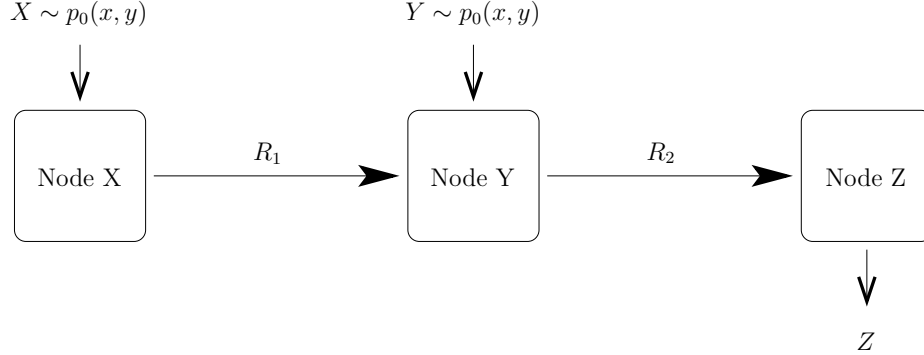 X ∼ p₀(x, y)
Y ∼ p₀(x, y)
Node X
R₁
Node Y
R₂
Node Z
Z